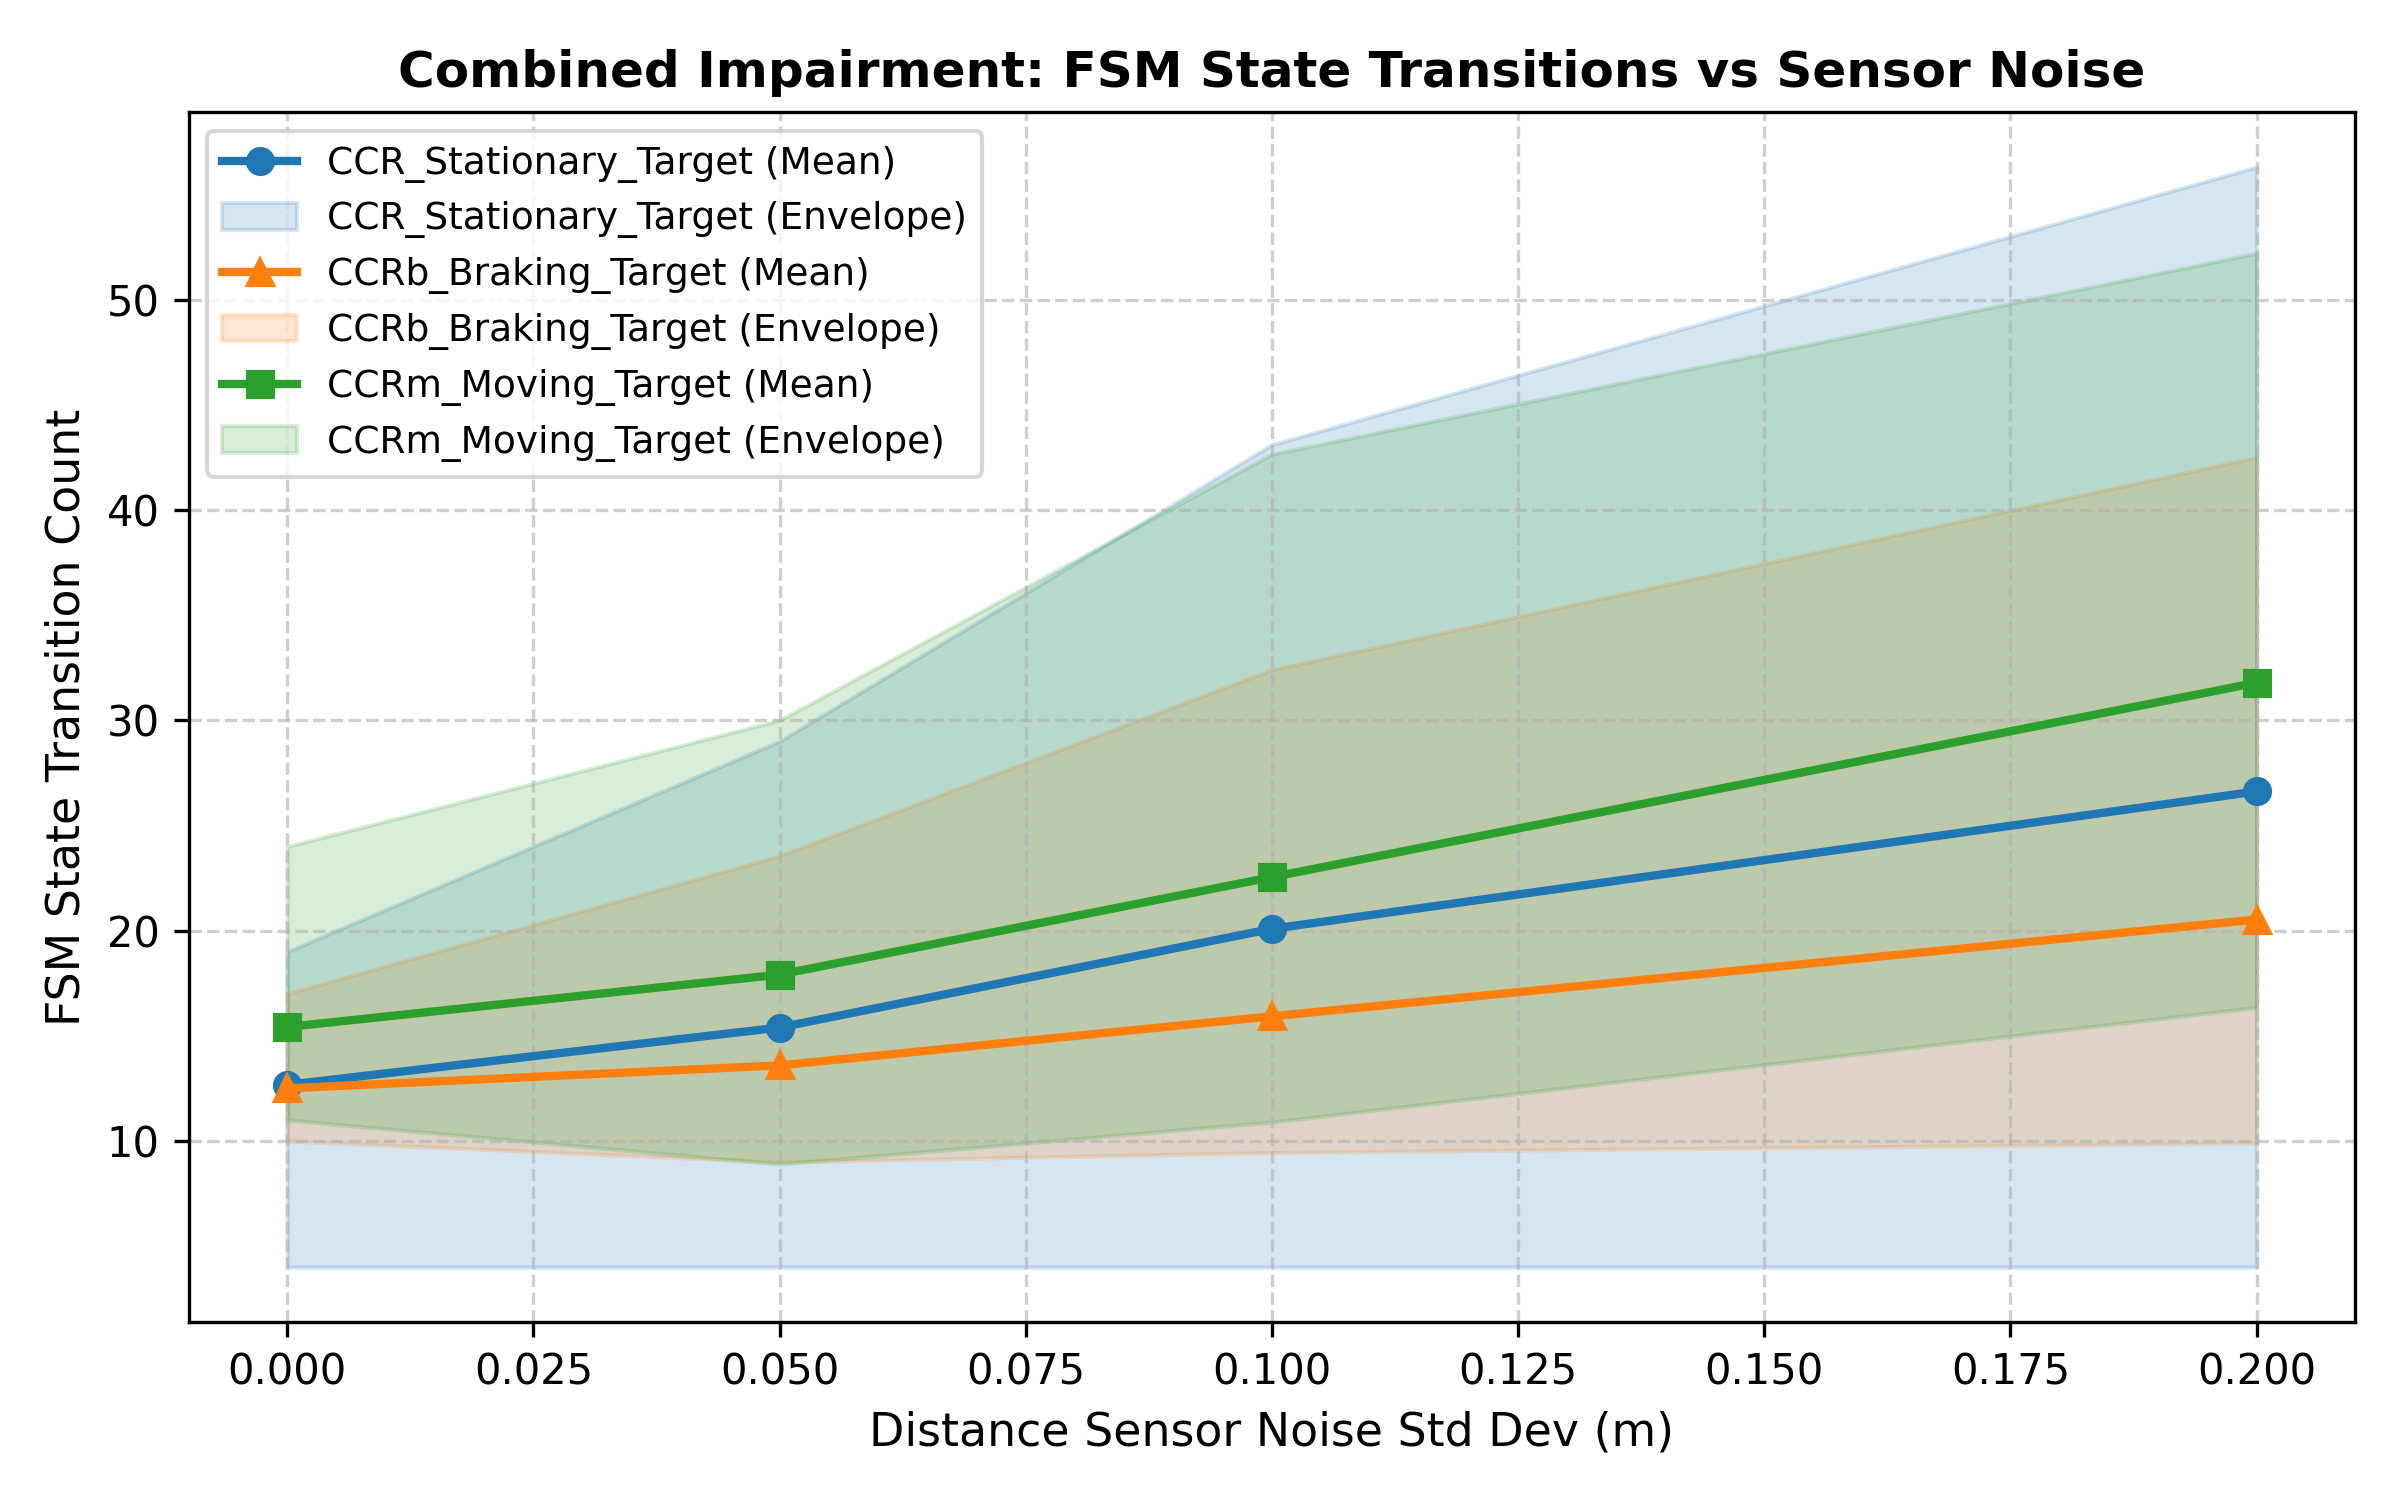 Combined Impairment: FSM State Transitions vs Sensor Noise
CCR_Stationary_Target (Mean)
CCR_Stationary_Target (Envelope)
CCRb_Braking_Target (Mean)
CCRb_Braking_Target (Envelope)
CCRm_Moving_Target (Mean)
CCRm_Moving_Target (Envelope)
FSM State Transition Count
50
40
30
20
10
0.000 0.025 0.050 0.075 0.100 0.125 0.150 0.175 0.200
Distance Sensor Noise Std Dev (m)